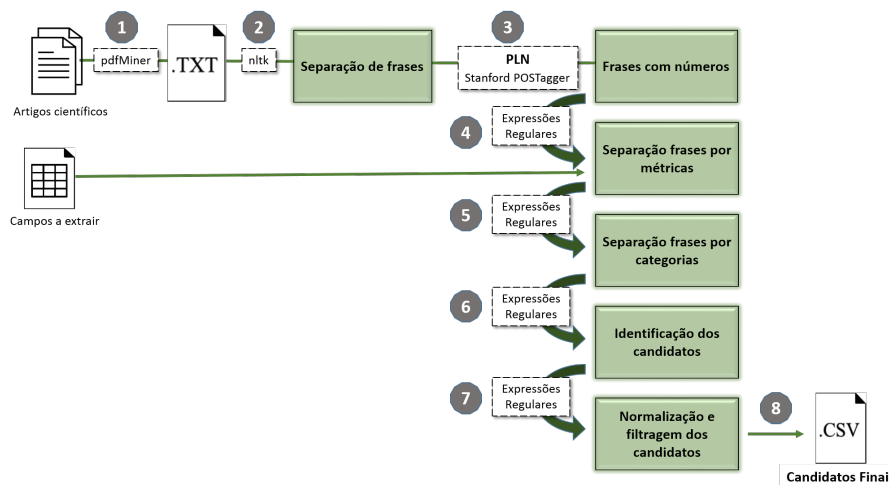 1
2
3
pdfMiner
.TXT
nltk
Separação de frases
PLN
Stanford POSTagger
Frases com números
Artigos científicos
4
Expressões
Regulares
Separação frases por
métricas
Campos a extrair
5
Expressões
Regulares
Separação frases por
categorias
6
Expressões
Regulares
Identificação dos
candidatos
7
Expressões
Regulares
Normalização e
filtragem dos
candidatos
8
.CSV
Candidatos Finai